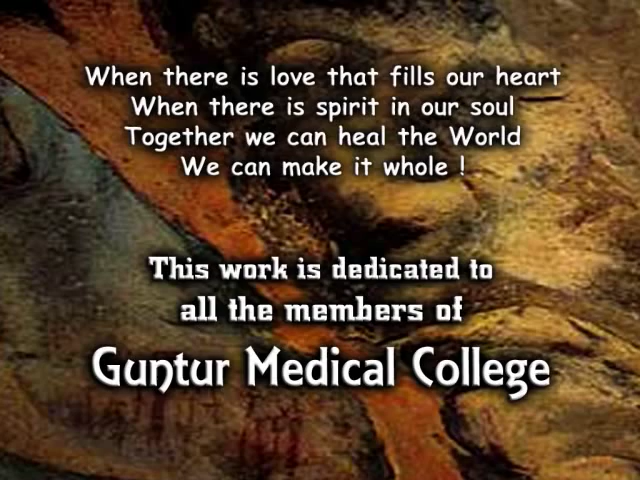 When there is love that fills our heart
When there is spirit in our soul
Together we can heal the World
We can make it whole !
This work is dedicated to
all the members of
Guntur Medical College